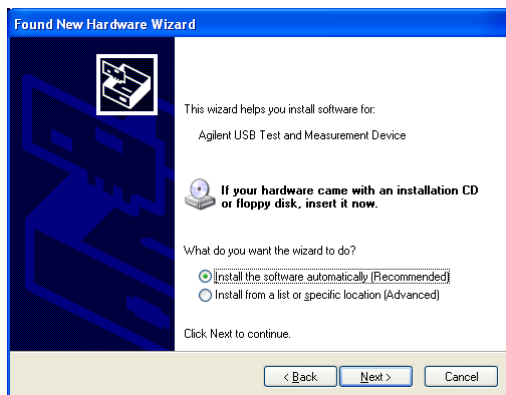 Found New Hardware Wizard
This wizard helps you install software for:
Agilent USB Test and Measurement Device
If your hardware came with an installation CD
or floppy disk, insert it now.
What do you want the wizard to do?
Install the software automatically (Recommended)
Install from a list or specific location (Advanced)
Click Next to continue.
< Back Next > Cancel